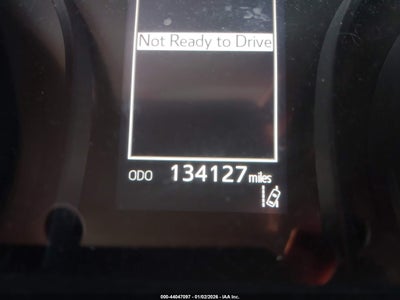 Not Ready to Drive
ODO 134127 miles
000-44047097 - 01/02/2026 - IAA Inc.